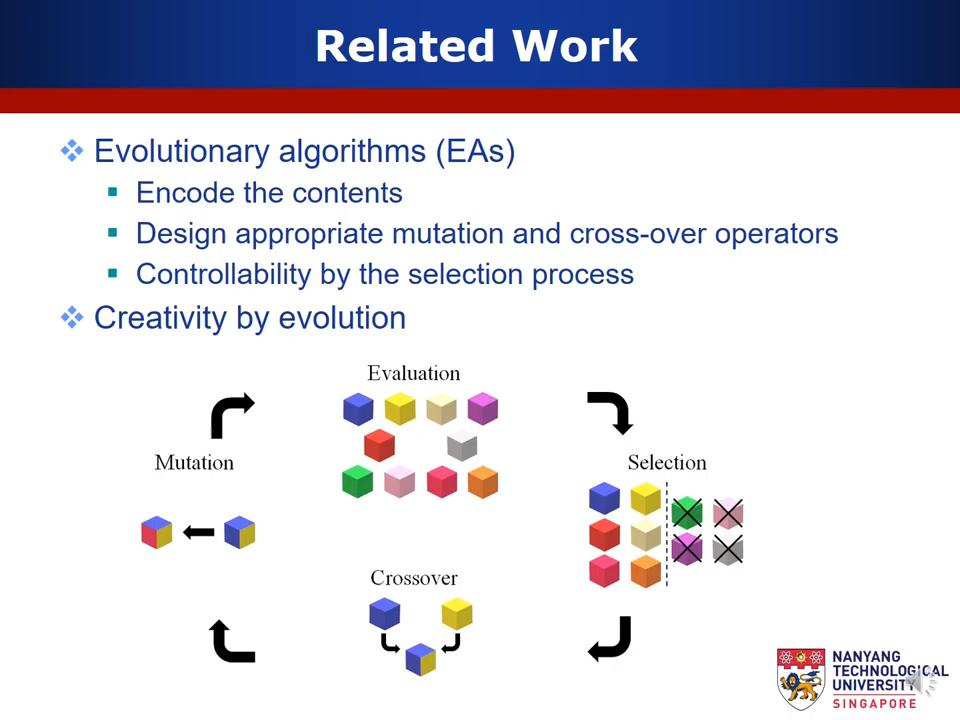 Related Work
Evolutionary algorithms (EAs)
Encode the contents
Design appropriate mutation and cross-over operators
Controllability by the selection process
Creativity by evolution
Evaluation
Mutation
Selection
Crossover
NANYANG
TECHNOLOGICAL
UNIVERSITY
SINGAPORE